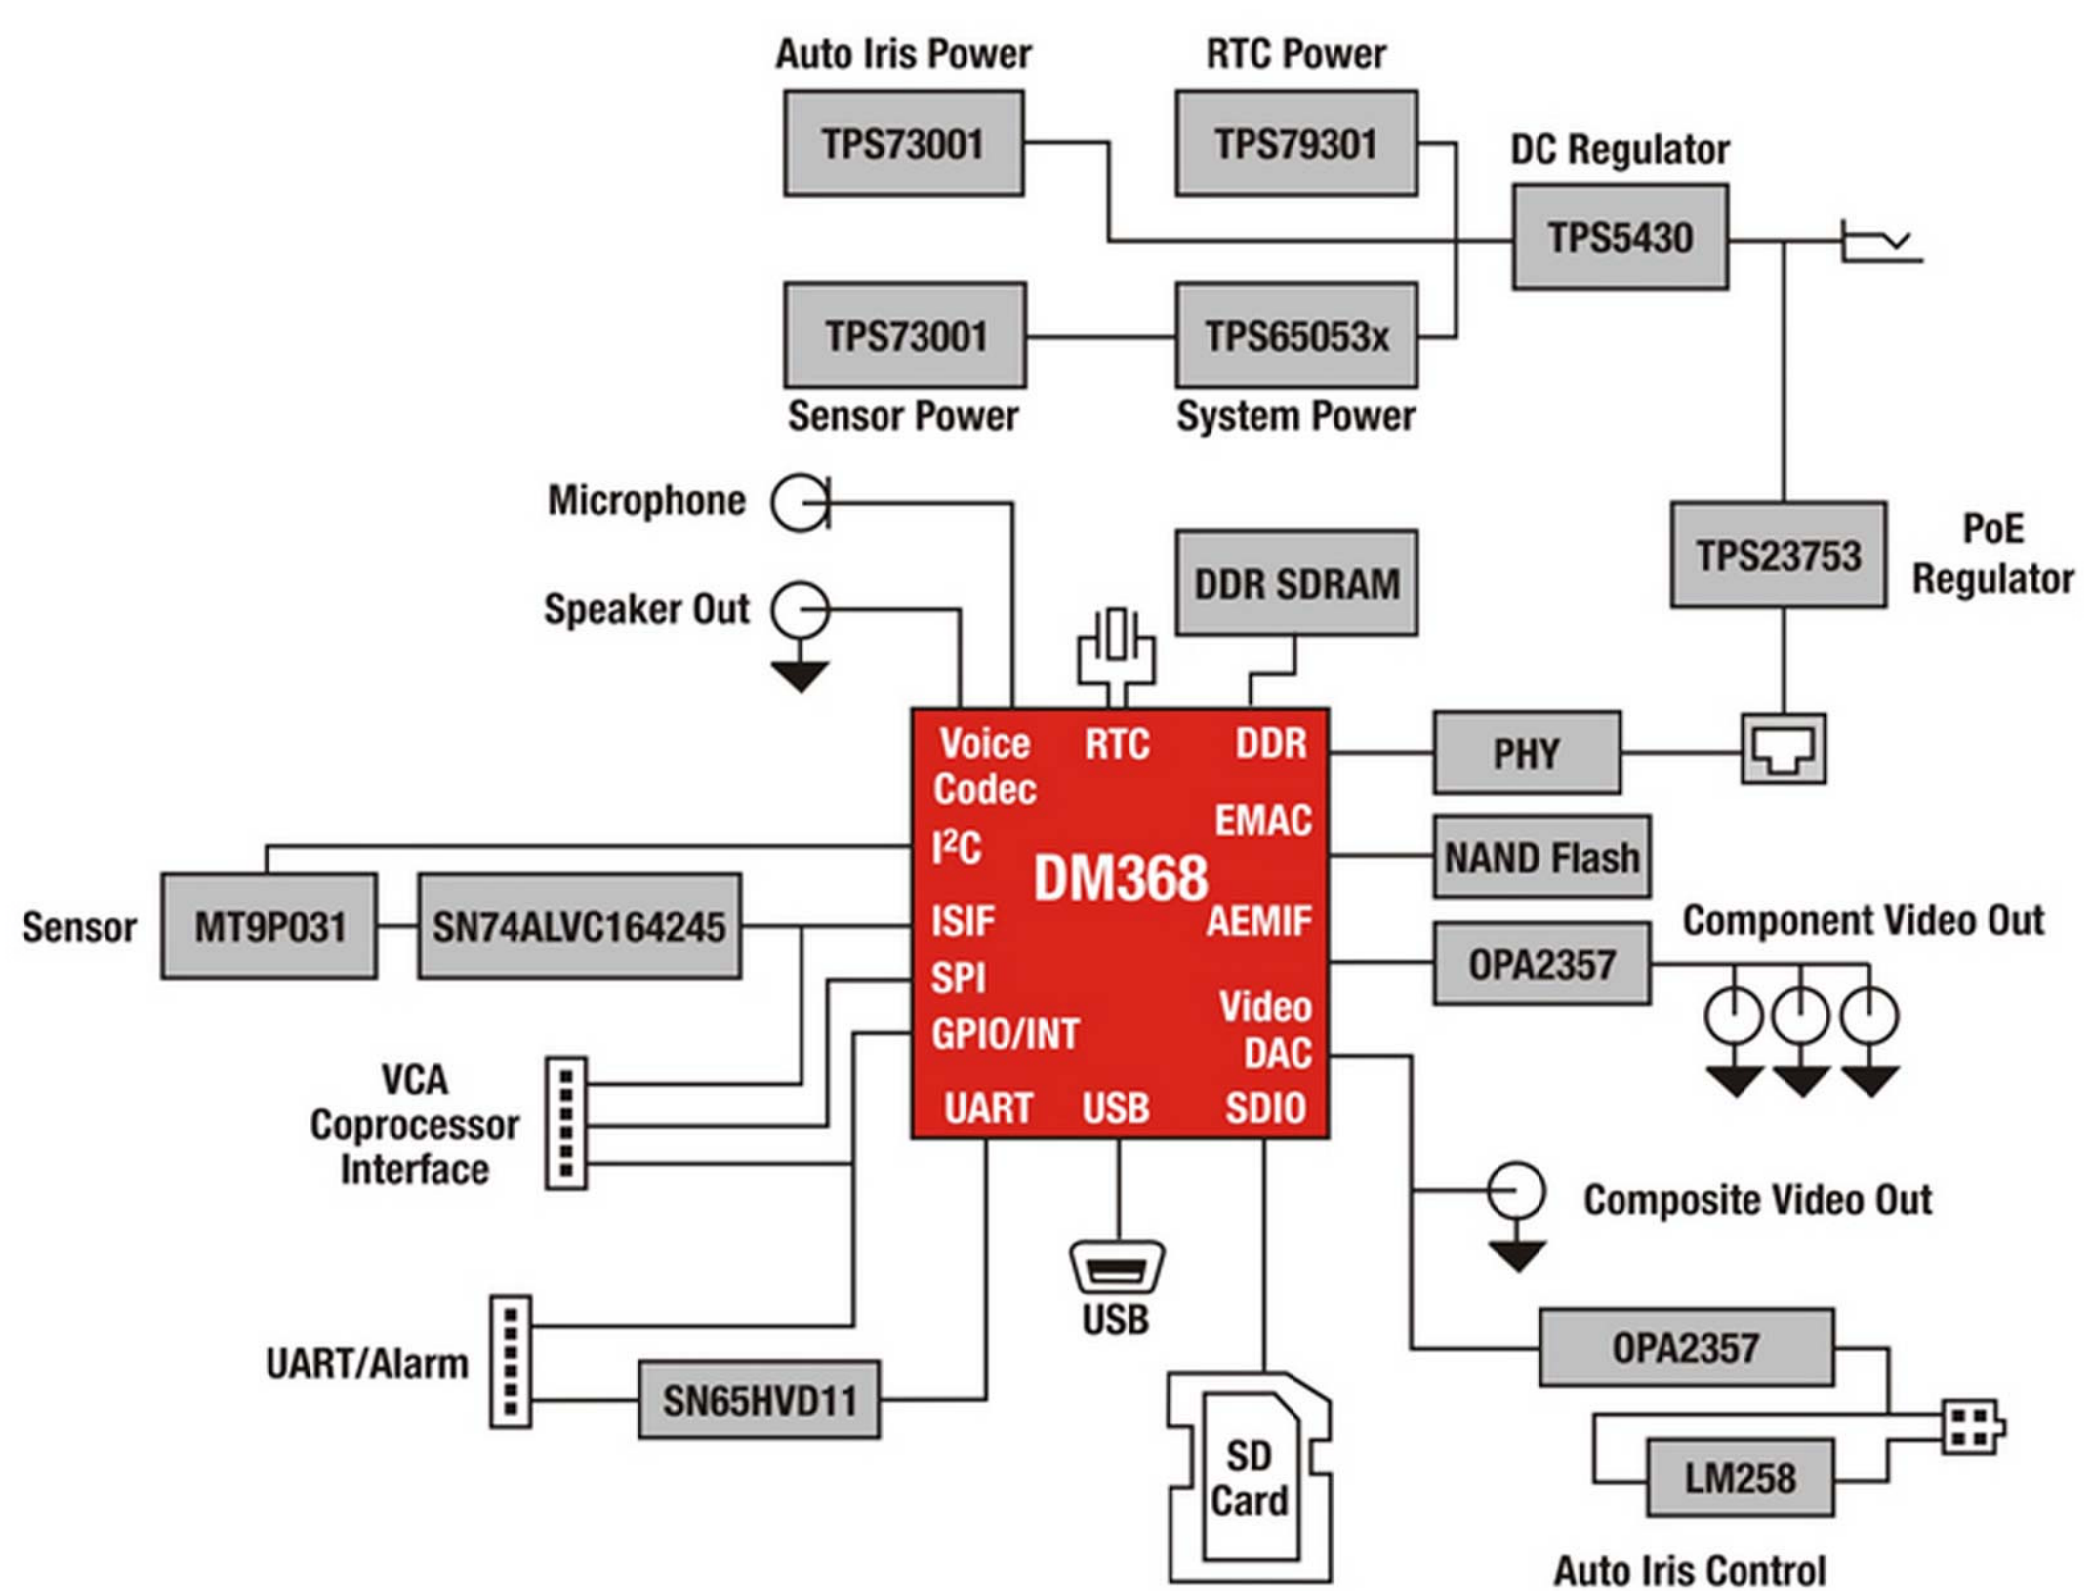 Auto Iris Power
RTC Power
TPS73001
TPS79301
DC Regulator
TPS5430
TPS73001
TPS65053x
Sensor Power
System Power
Microphone
Speaker Out
DDR SDRAM
TPS23753
PoE
Regulator
Voice
Codec
RTC
DDR
PHY
EMAC
I²C
DM368
NAND Flash
Sensor
MT9P031
SN74ALVC164245
ISIF
AEMIF
OPA2357
Component Video Out
SPI
Video
DAC
GPIO/INT
VCA
Coprocessor
Interface
UART
USB
SDIO
Composite Video Out
USB
UART/Alarm
SN65HVD11
OPA2357
SD
Card
LM258
Auto Iris Control